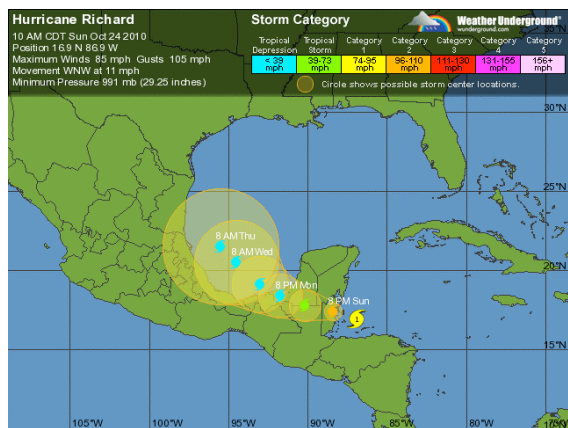 Hurricane Richard
10 AM CDT Sun Oct 24 2010
Position 16.9 N 86.9 W
Maximum Winds 85 mph Gusts 105 mph
Movement WNW at 11 mph
Minimum Pressure 991 mb (29.25 inches)
Storm Category
Weather Underground®
wunderground.com
Tropical Depression Tropical Storm Category 1 Category 2 Category 3 Category 4 Category 5
< 39 mph 39-73 mph 74-95 mph 96-110 mph 111-130 mph 131-155 mph 156+ mph
Circle shows possible storm center locations.
30°N
25°N
8 AM Thu
8 AM Wed
20°N
8 PM Mon
8 PM Sun
1
15°N
105°W 100°W 95°W 90°W 85°W 80°W 75°W